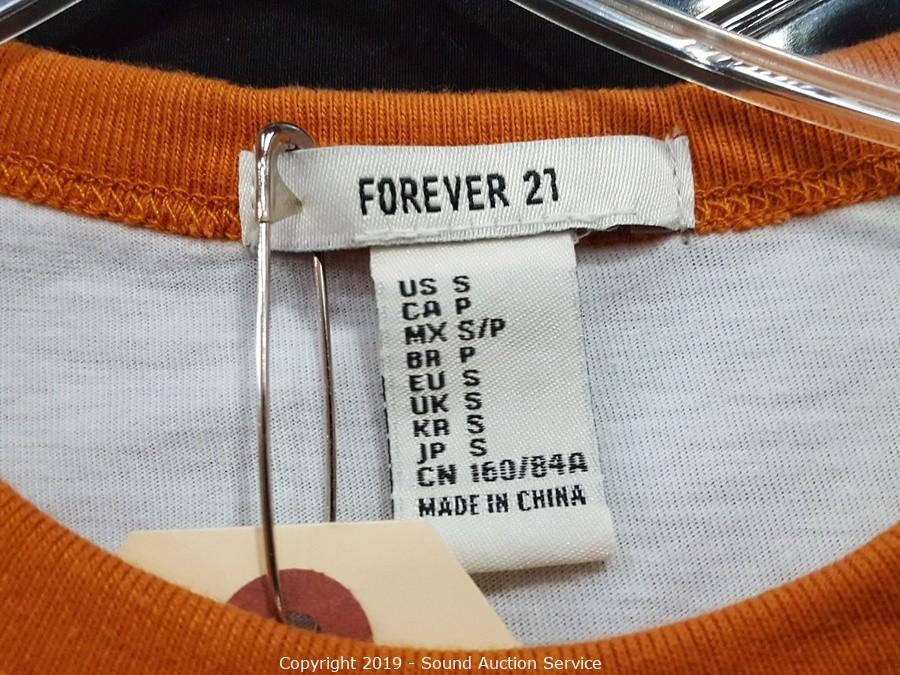 FOREVER 21
US S
CA P
MX S/P
BR P
EU S
UK S
KR S
JP S
CN 160/84A
MADE IN CHINA
Copyright 2019 - Sound Auction Service